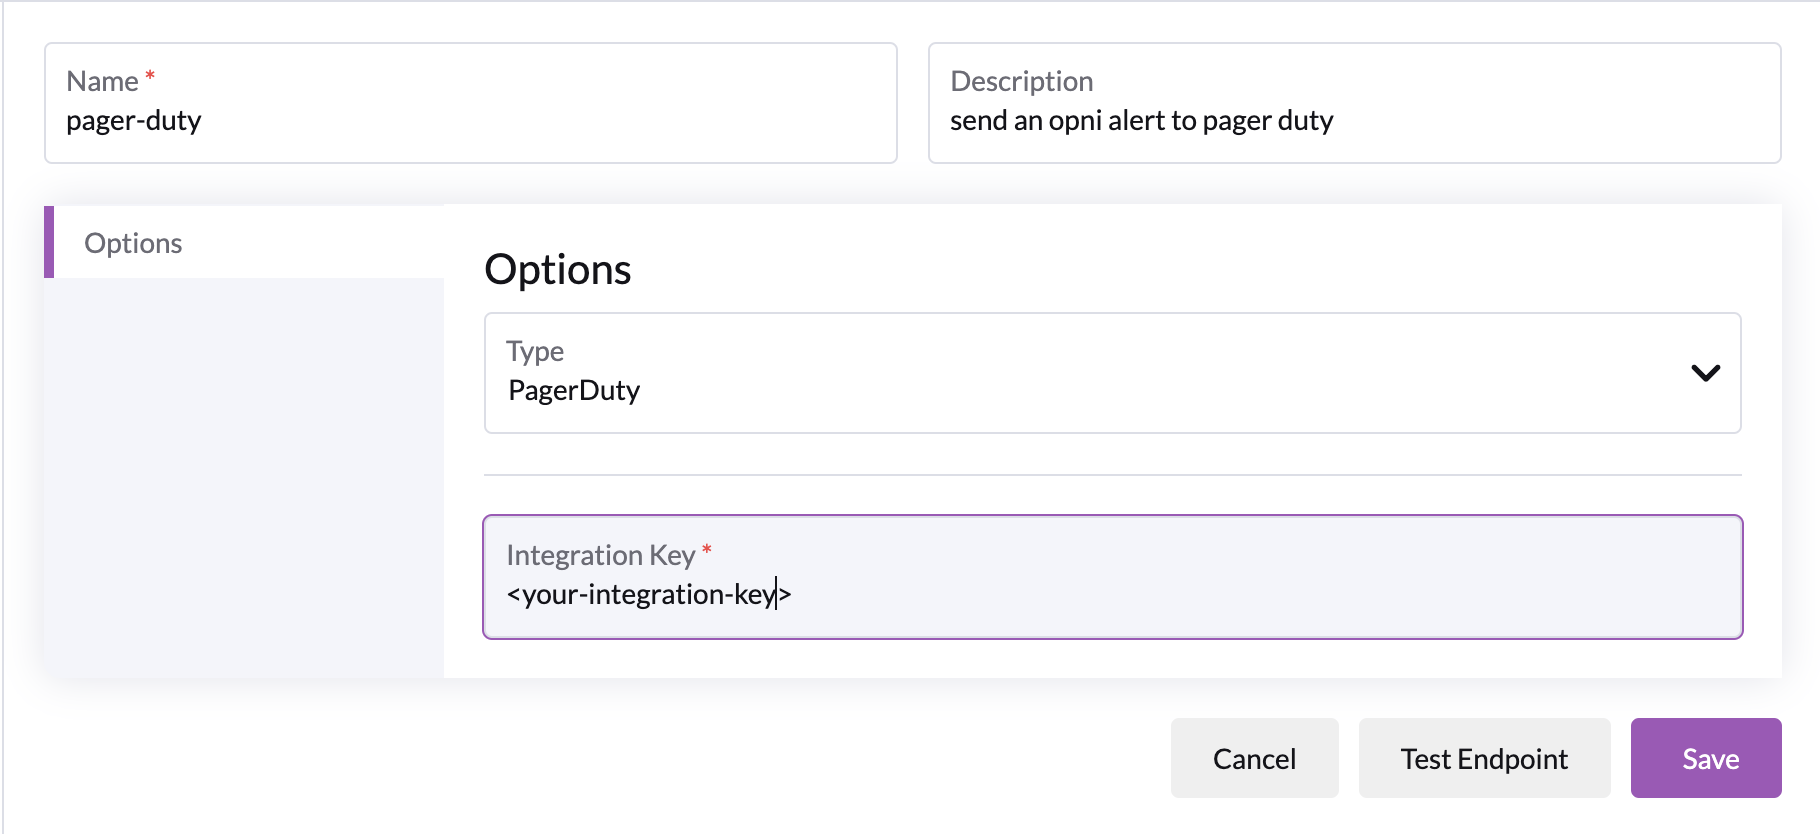 Name *
pager-duty
Description
send an opni alert to pager duty
Options
Options
Type
PagerDuty
Integration Key *
<your-integration-key>
Cancel
Test Endpoint
Save